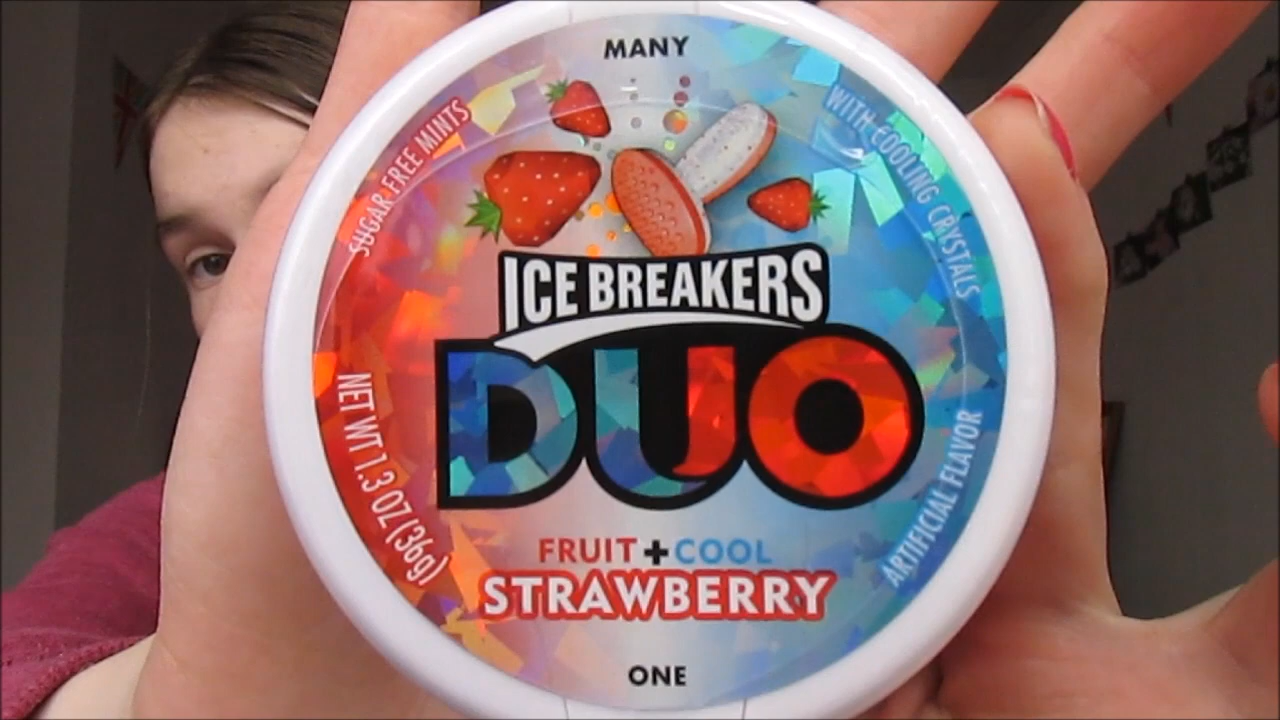 MANY
SUGAR FREE MINTS
WITH COOLING CRYSTALS
ICE BREAKERS
DUO
NET WT 1.3 OZ (36g)
ARTIFICIAL FLAVOR
FRUIT + COOL
STRAWBERRY
ONE